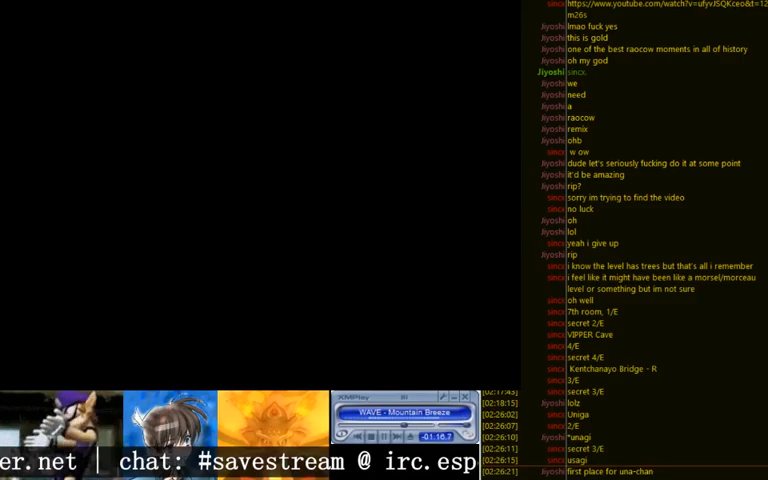 sincx https://www.youtube.com/watch?v=ufyvJSQKceo&t=12
m26s
Jiyoshi lmao fuck yes
Jiyoshi this is gold
Jiyoshi one of the best raocow moments in all of history
Jiyoshi oh my god
Jiyoshi sincx.
Jiyoshi we
Jiyoshi need
Jiyoshi a
Jiyoshi raocow
Jiyoshi remix
Jiyoshi ohb
sincx w ow
Jiyoshi dude let's seriously fucking do it at some point
Jiyoshi it'd be amazing
Jiyoshi rip?
sincx sorry im trying to find the video
sincx no luck
Jiyoshi oh
Jiyoshi lol
sincx yeah i give up
Jiyoshi rip
sincx i know the level has trees but that's all i remember
sincx i feel like it might have been like a morsel/morceau
level or something but im not sure
sincx oh well
sincx 7th room, 1/E
sincx secret 2/E
sincx VIPPER Cave
sincx 4/E
sincx secret 4/E
sincx Kentchanayo Bridge - R
sincx 3/E
[02:17:43] sincx secret 3/E
[02:18:15] Jiyoshi lolz
[02:26:02] sincx Uniga
[02:26:07] sincx 2/E
[02:26:10] Jiyoshi *unagi
[02:26:11] sincx secret 3/E
[02:26:15] sincx usagi
[02:26:21] Jiyoshi first place for una-chan
XMPlay
WAVE - Mountain Breeze
-01:16.7
er.net | chat: #savestream @ irc.esp